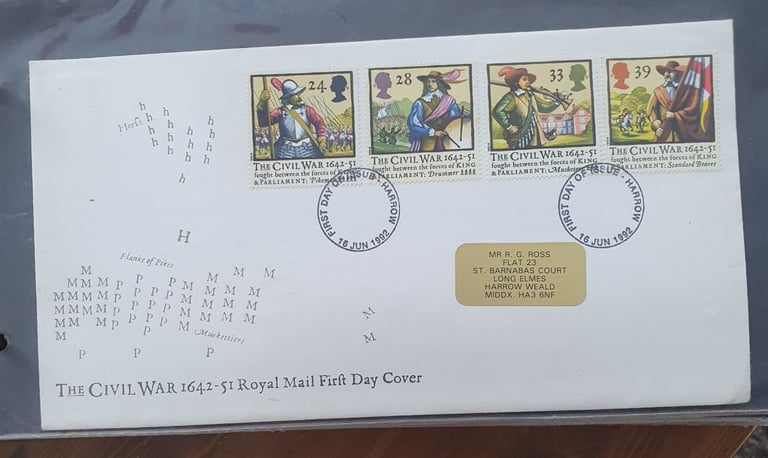 24
THE CIVIL WAR 1642-51
fought between the forces of KING
& PARLIAMENT: Pikeman
28
THE CIVIL WAR 1642-51
fought between the forces of KING
& PARLIAMENT: Drummer
33
THE CIVIL WAR 1642-51
fought between the forces of KING
& PARLIAMENT: Musketeer
39
THE CIVIL WAR 1642-51
fought between the forces of KING
& PARLIAMENT: Standard Bearer
FIRST DAY OF ISSUE · HARROW
16 JUN 1992
FIRST DAY OF ISSUE · HARROW
16 JUN 1992
h
Horse h h
h h h
h h h
h h h
h
H
MR R. G. ROSS
FLAT 23
ST. BARNABAS COURT
LONG ELMES
HARROW WEALD
MIDDX. HA3 6NF
Flanke of Pikes
M P M M M
M M M P P P M M
M M M M P P P P M M M M
M M M M P P P P M M M M
M M M M P P P P M M M M
M P M
Musketiers
P P P
M
M
THE CIVIL WAR 1642-51 Royal Mail First Day Cover